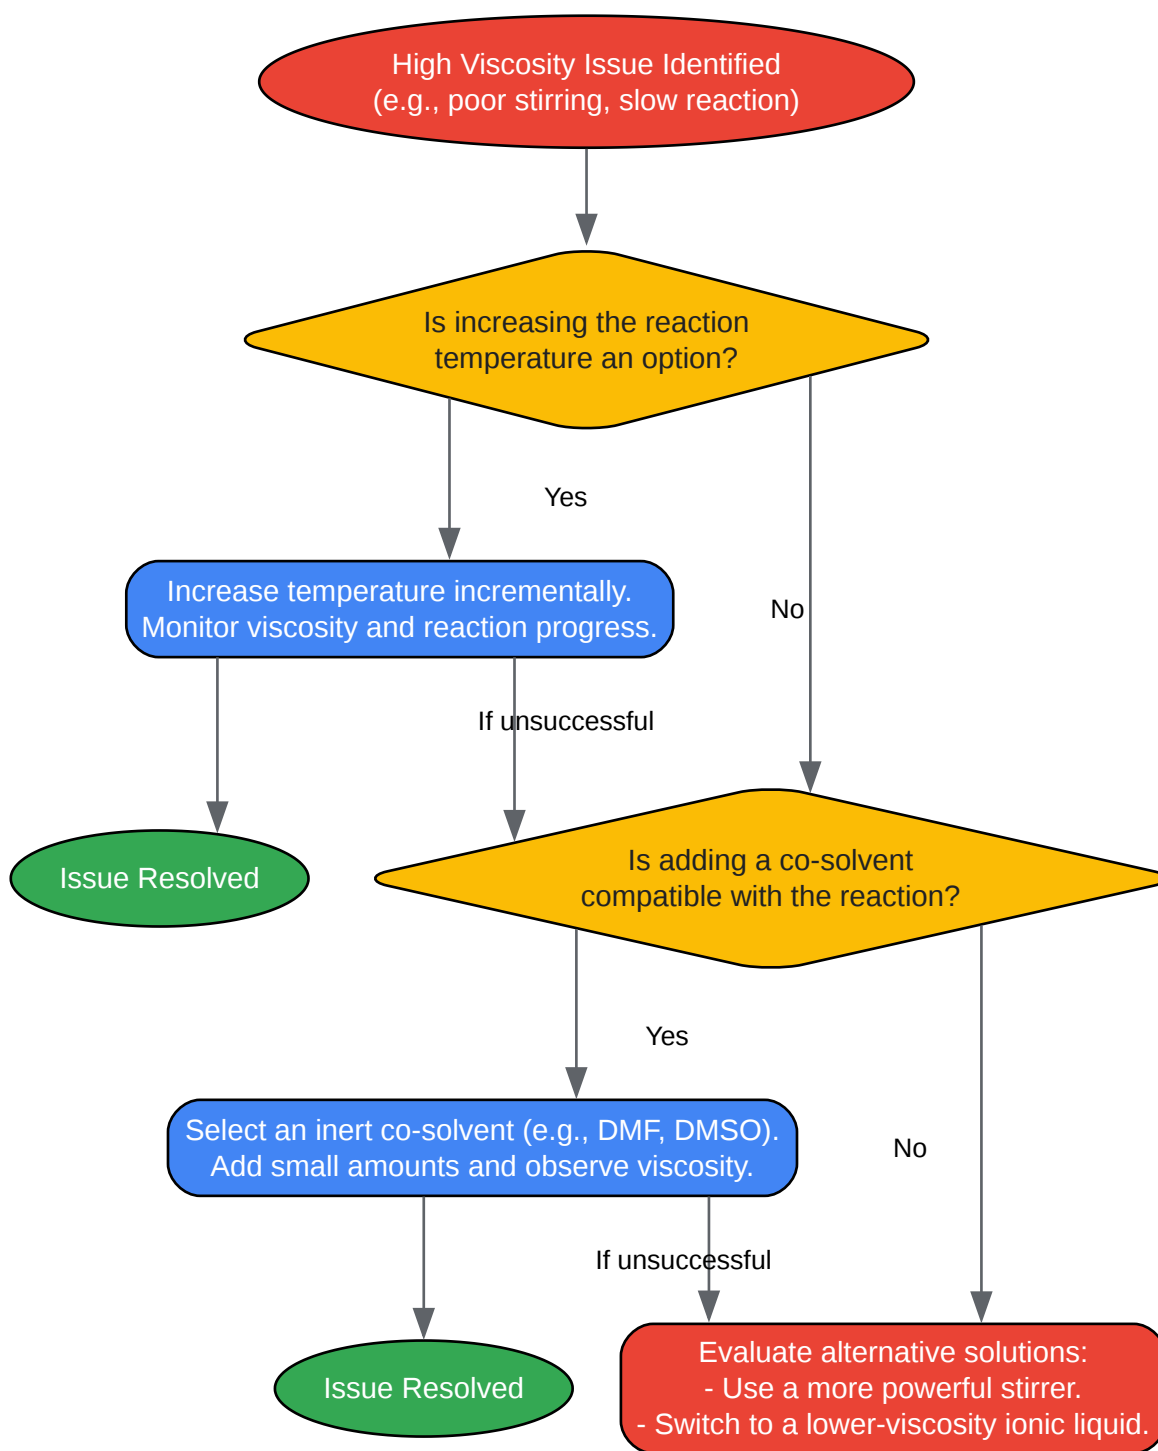 High Viscosity Issue Identified
(e.g., poor stirring, slow reaction)
Is increasing the reaction
temperature an option?
Yes
Increase temperature incrementally.
Monitor viscosity and reaction progress.
No
If unsuccessful
Issue Resolved
Is adding a co-solvent
compatible with the reaction?
Yes
Select an inert co-solvent (e.g., DMF, DMSO).
Add small amounts and observe viscosity.
No
If unsuccessful
Issue Resolved
Evaluate alternative solutions:
- Use a more powerful stirrer.
- Switch to a lower-viscosity ionic liquid.